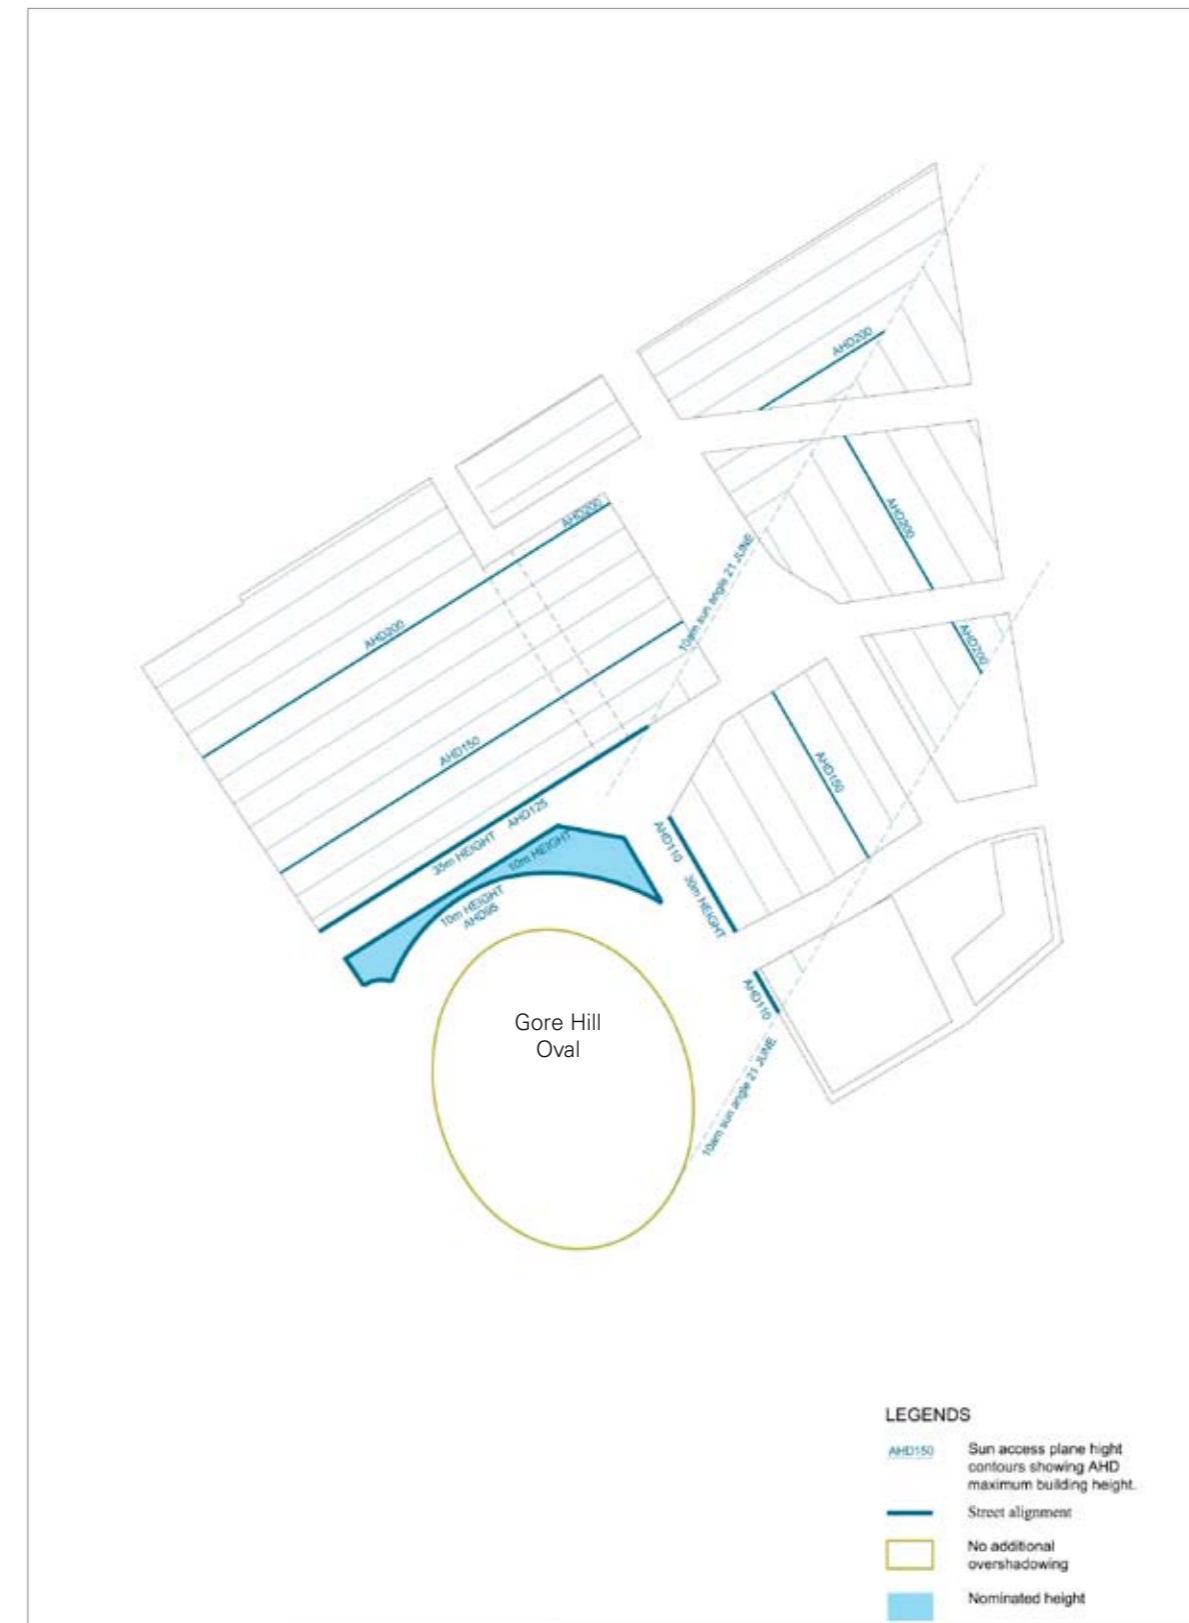 AHD200
AHD200
AHD200
10am sun angle 21 JUNE
AHD200
AHD200
AHD150
AHD150
35m HEIGHT AHD125
10m HEIGHT
AHD110 30m HEIGHT
10m HEIGHT
AHD95
AHD110
Gore Hill
Oval
10am sun angle 21 JUNE
LEGENDS
AHD150 Sun access plane hight
contours showing AHD
maximum building height.
Street alignment
No additional
overshadowing
Nominated height